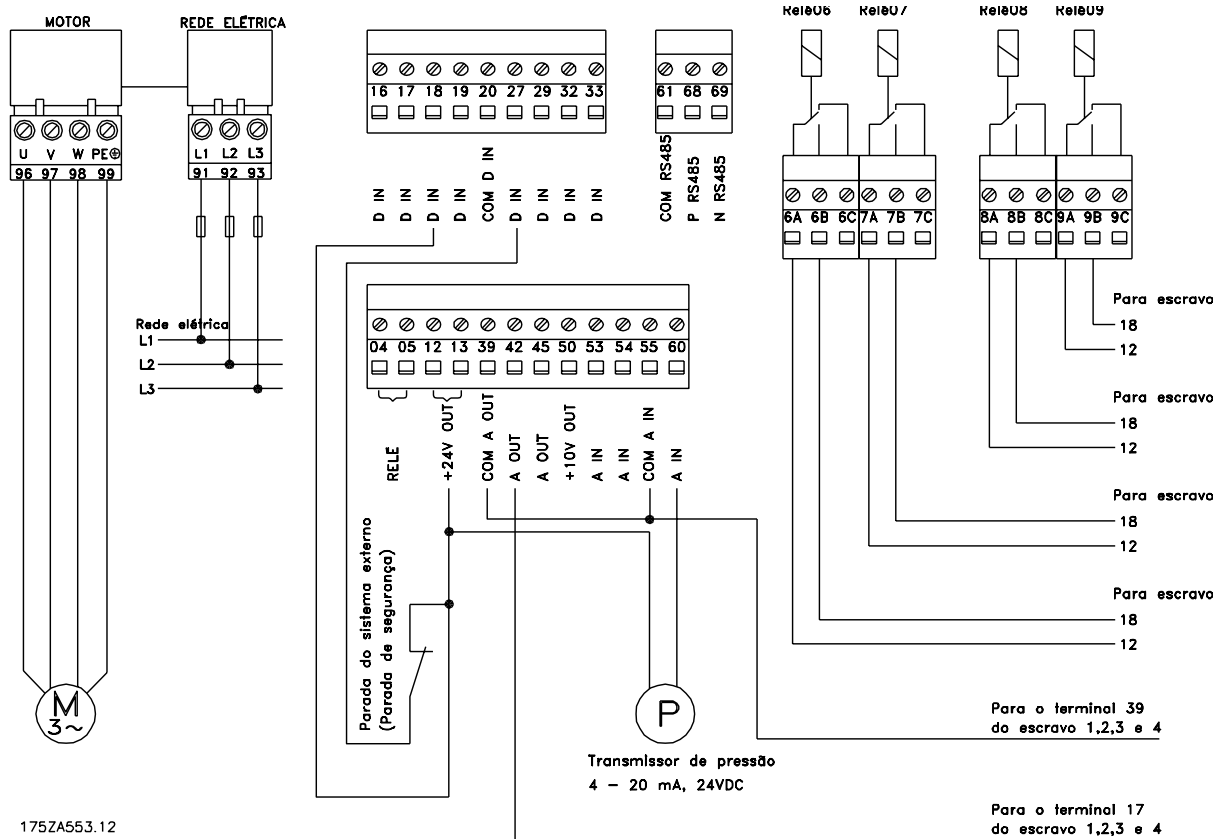 MOTOR
REDE ELÉTRICA
Relé06 Relé07 Relé08 Relé09
U V W PE
96 97 98 99
L1 L2 L3
91 92 93
16 17 18 19 20 27 29 32 33
D IN
D IN
D IN
D IN
COM D IN
D IN
D IN
D IN
D IN
61 68 69
COM RS485
P RS485
N RS485
6A 6B 6C 7A 7B 7C
8A 8B 8C 9A 9B 9C
Rede elétrica
L1
L2
L3
04 05 12 13 39 42 45 50 53 54 55 60
RELÉ
+24V OUT
COM A OUT
A OUT
A OUT
+10V OUT
A IN
A IN
COM A IN
A IN
Para escravo
18
12
Para escravo
18
12
Para escravo
18
12
Para escravo
18
12
Parada do sistema externo
(Parada de segurança)
M
3~
P
Transmissor de pressão
4 – 20 mA, 24VDC
Para o terminal 39
do escravo 1,2,3 e 4
Para o terminal 17
do escravo 1,2,3 e 4
175ZA553.12